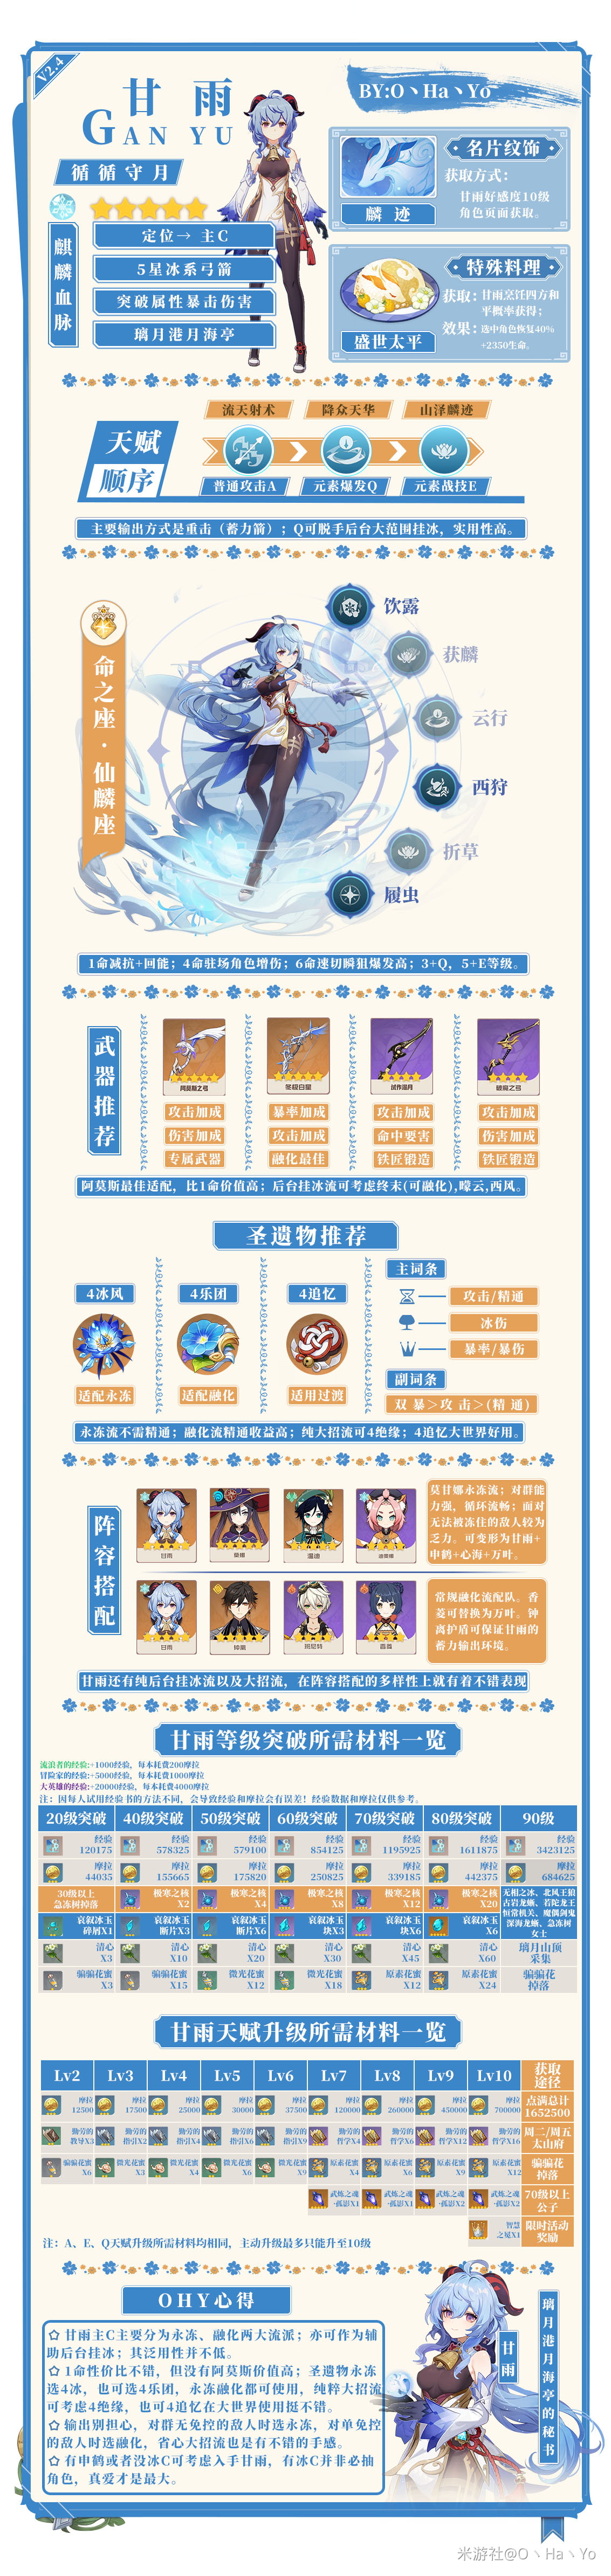 V2.4
甘 雨
GAN YU
BY:O丶Ha丶Yo
循循守月
麒麟血脉
定位→ 主C
5星冰系弓箭
突破属性暴击伤害
璃月港月海亭
名片纹饰
获取方式:
甘雨好感度10级
角色页面获取。
麟 迹
特殊料理
获取: 甘雨烹饪四方和
平概率获得;
效果: 选中角色恢复40%
+2350生命。
盛世太平
天赋
顺序
流天射术
降众天华
山泽麟迹
普通攻击A
元素爆发Q
元素战技E
主要输出方式是重击(蓄力箭);Q可脱手后台大范围挂冰,实用性高。
命之座·仙麟座
饮露
获麟
云行
西狩
折草
履虫
1命减抗+回能;4命驻场角色增伤;6命速切瞬狙爆发高;3+Q,5+E等级。
武器推荐
阿莫斯之弓
冬极白星
试作澹月
破魔之弓
攻击加成
暴率加成
攻击加成
攻击加成
伤害加成
攻击加成
命中要害
伤害加成
专属武器
融化最佳
铁匠锻造
铁匠锻造
阿莫斯最佳适配,比1命价值高;后台挂冰流可考虑终末(可融化),曚云,西风。
圣遗物推荐
4冰风
4乐团
4追忆
适配永冻
适配融化
适用过渡
主词条
攻击/精通
冰伤
暴率/暴伤
副词条
双 暴>攻 击>(精 通)
永冻流不需精通;融化流精通收益高;纯大招流可4绝缘;4追忆大世界好用。
阵容搭配
甘雨
莫娜
温迪
迪奥娜
莫甘娜永冻流;对群能
力强,循环流畅;面对
无法被冻住的敌人较为
乏力。可变形为甘雨+
申鹤+心海+万叶。
甘雨
钟离
班尼特
香菱
常规融化流配队。香
菱可替换为万叶。钟
离护盾可保证甘雨的
蓄力输出环境。
甘雨还有纯后台挂冰流以及大招流,在阵容搭配的多样性上就有着不错表现
甘雨等级突破所需材料一览
流浪者的经验:+1000经验,每本耗费200摩拉
冒险家的经验:+5000经验,每本耗费1000摩拉
大英雄的经验:+20000经验,每本耗费4000摩拉
注:因每人试用经验书的方法不同,会导致经验和摩拉会有误差!经验数据和摩拉仅供参考。
20级突破 40级突破 50级突破 60级突破 70级突破 80级突破 90级
经验 经验 经验 经验 经验 经验 经验
120175 578325 579100 854125 1195925 1611875 3423125
摩拉 摩拉 摩拉 摩拉 摩拉 摩拉 摩拉
44035 155665 175820 250825 339185 442375 684625
30级以上 极寒之核 极寒之核 极寒之核 极寒之核 极寒之核 无相之冰、北风王狼
急冻树掉落 X2 X4 X8 X12 X20 古岩龙蜥、若陀龙王
恒常机关、魔偶剑鬼
哀叙冰玉 哀叙冰玉 哀叙冰玉 哀叙冰玉 哀叙冰玉 哀叙冰玉 深海龙蜥、急冻树
碎屑X1 断片X3 断片X6 块X3 块X6 X6 女士
清心 清心 清心 清心 清心 清心 璃月山顶
X3 X10 X20 X30 X45 X60 采集
骗骗花蜜 骗骗花蜜 微光花蜜 微光花蜜 原素花蜜 原素花蜜 骗骗花
X3 X15 X12 X18 X12 X24 掉落
甘雨天赋升级所需材料一览
Lv2 Lv3 Lv4 Lv5 Lv6 Lv7 Lv8 Lv9 Lv10 获取
途径
摩拉 摩拉 摩拉 摩拉 摩拉 摩拉 摩拉 摩拉 摩拉 点满总计
12500 17500 25000 30000 37500 120000 260000 450000 700000 1652500
勤劳的 勤劳的 勤劳的 勤劳的 勤劳的 勤劳的 勤劳的 勤劳的 勤劳的 周二/周五
教导X3 指引X2 指引X4 指引X6 指引X9 哲学X4 哲学X6 哲学X12 哲学X16 太山府
骗骗花蜜 微光花蜜 微光花蜜 微光花蜜 微光花蜜 原素花蜜 原素花蜜 原素花蜜 原素花蜜 骗骗花
X6 X3 X4 X6 X9 X4 X6 X9 X12 掉落
武炼之魂 武炼之魂 武炼之魂 武炼之魂 70级以上
·孤影X1 ·孤影X1 ·孤影X2 ·孤影X2 公子
智慧 限时活动
之冕X1 奖励
注:A、E、Q天赋升级所需材料均相同,主动升级最多只能升至10级
OHY心得
甘雨主C主要分为永冻、融化两大流派;亦可作为辅
助后台挂冰;其泛用性并不低。
1命性价比不错,但没有阿莫斯价值高;圣遗物永冻
选4冰,也可选4乐团,永冻融化都可使用,纯粹大招流
可考虑4绝缘,也可4追忆在大世界使用挺不错。
输出别担心,对群无免控的敌人时选永冻,对单免控
的敌人时选融化,省心大招流也是有不错的手感。
有申鹤或者没冰C可考虑入手甘雨,有冰C并非必抽
角色,真爱才是最大。
甘雨
璃月港月海亭的秘书
米游社@O丶Ha丶Yo